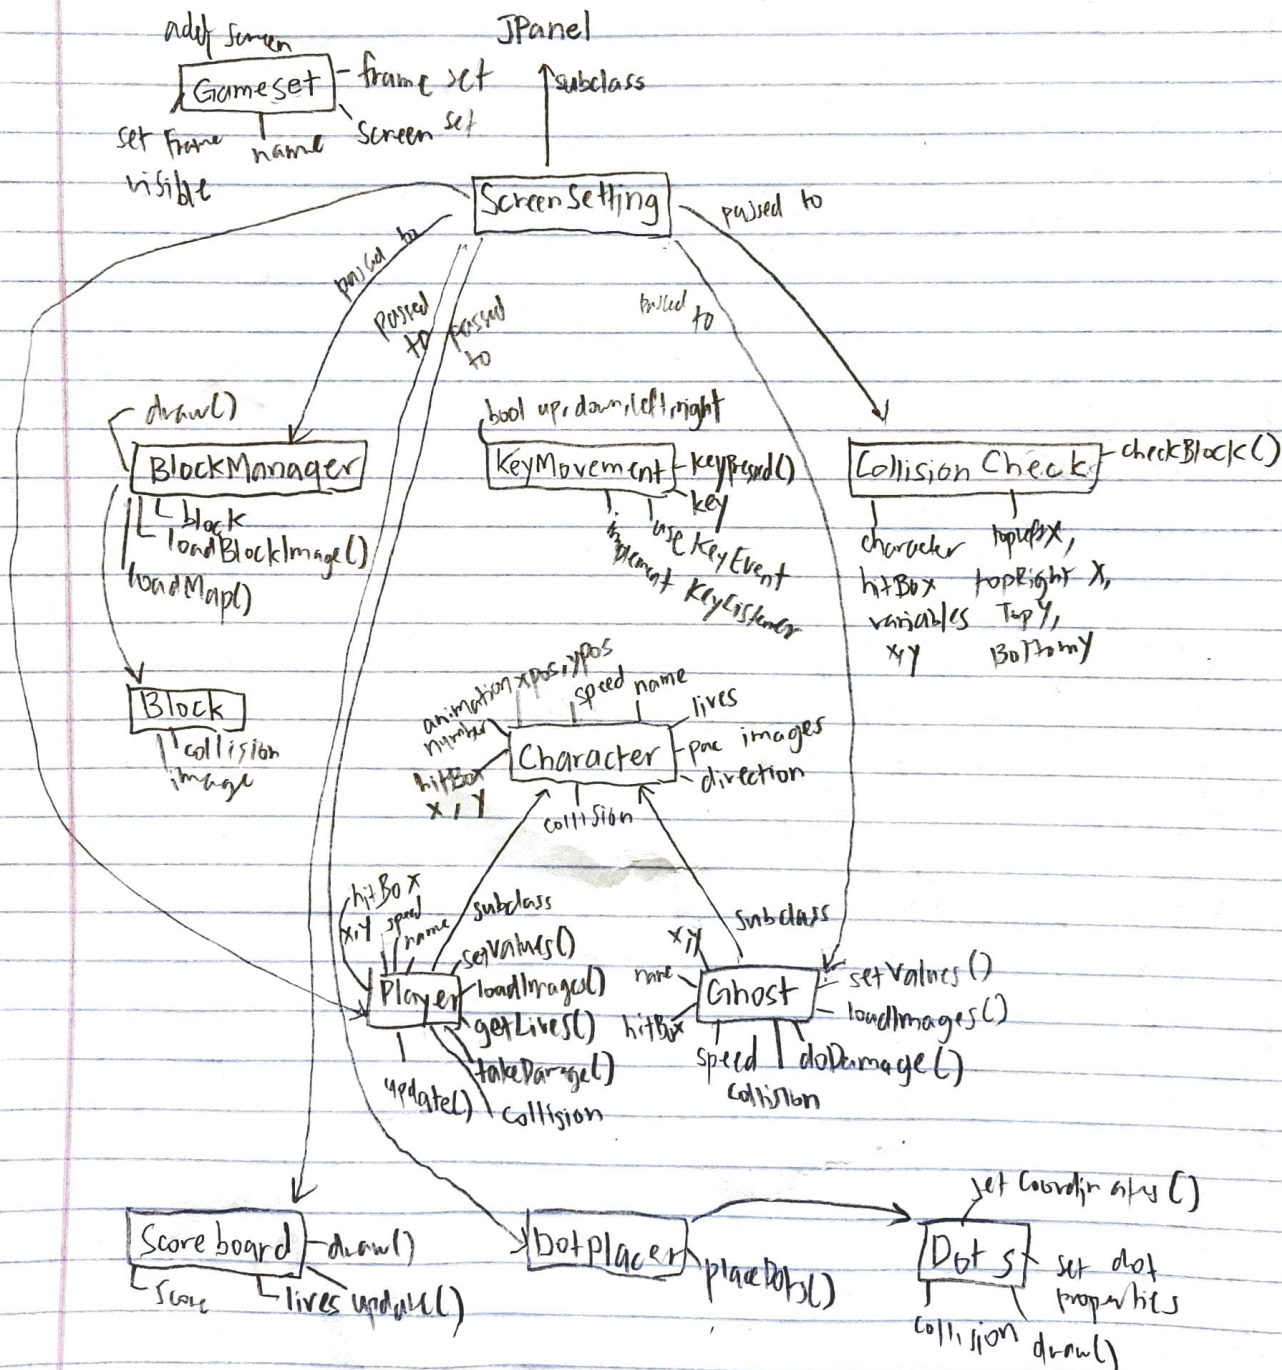 add screen
JPanel
Gameset
frame set
subclass
set Frame
visible
name
screen set
ScreenSetting
passed to
passed to
passed
to
passed
to
passed
to
draw()
bool up, down, left, right
BlockManager
KeyMovement
keyPressed()
key
Collision Check
checkBlock()
block
loadBlockImage()
loadMap()
use KeyEvent
implement KeyListener
character
hitBox
variables
x,y
topRight X,
Top Y,
Bottom Y
Block
collision
image
animation
number
xpos, ypos
speed
name
lives
Character
pac images
direction
hitBox
x, y
collision
hitBox
x,y
speed
name
subclass
subclass
setValues()
Player
loadImages()
getLives()
takeDamage()
update()
collision
x,y
name
Ghost
setValues()
loadImages()
hitBox
speed
doDamage()
collision
set Coordinates()
Scoreboard
draw()
score
lives update()
DotPlacer
placeDots()
Dots
set dot
properties
collision
draw()